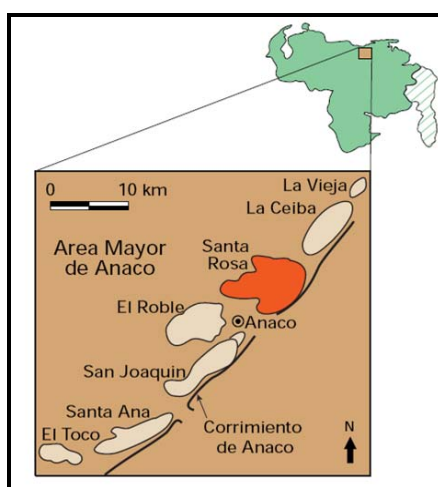 0 10 km
La Vieja
La Ceiba
Area Mayor
de Anaco
Santa
Rosa
El Roble
Anaco
San Joaquin
Santa Ana
El Toco
Corrimiento
de Anaco
N